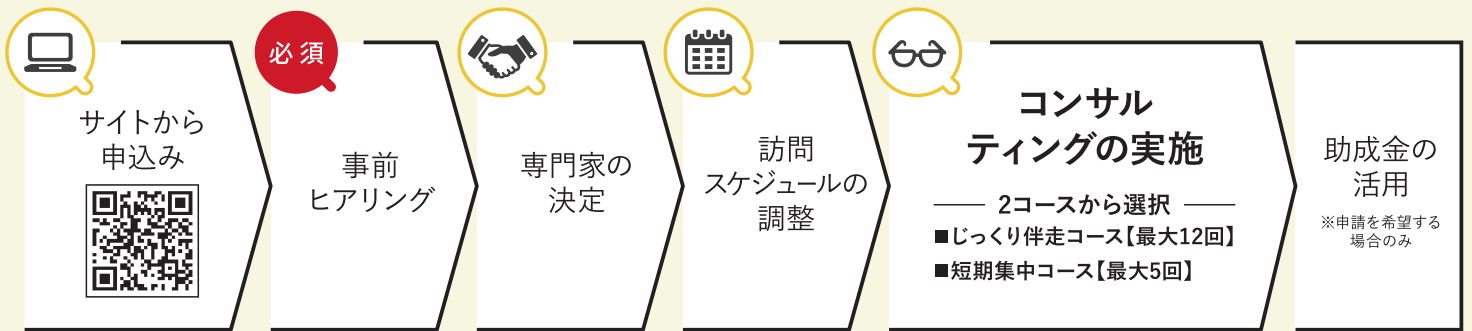 サイトから
申込み
必須
事前
ヒアリング
専門家の
決定
訪問
スケジュールの
調整
コンサル
ティングの実施
2コースから選択
■じっくり伴走コース【最大12回】
■短期集中コース【最大5回】
助成金の
活用
※申請を希望する
場合のみ